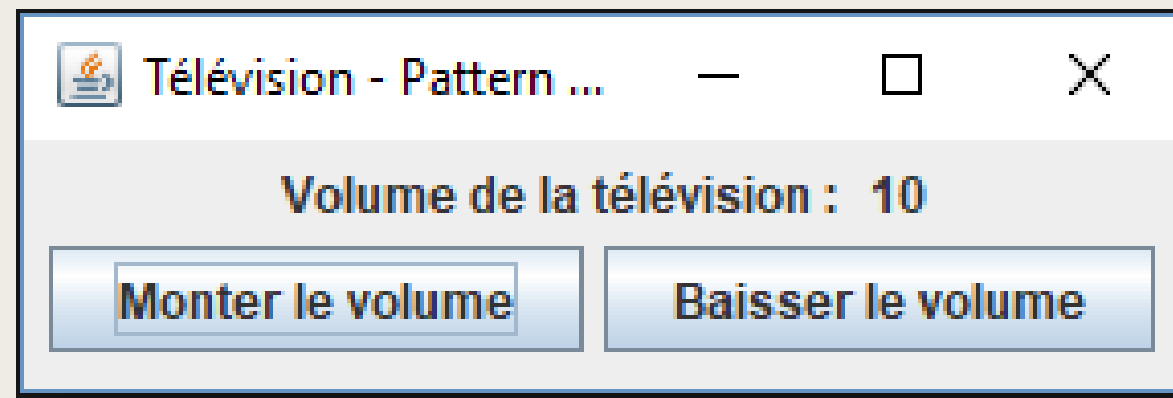 Télévision - Pattern ...
Volume de la télévision : 10
Monter le volume
Baisser le volume